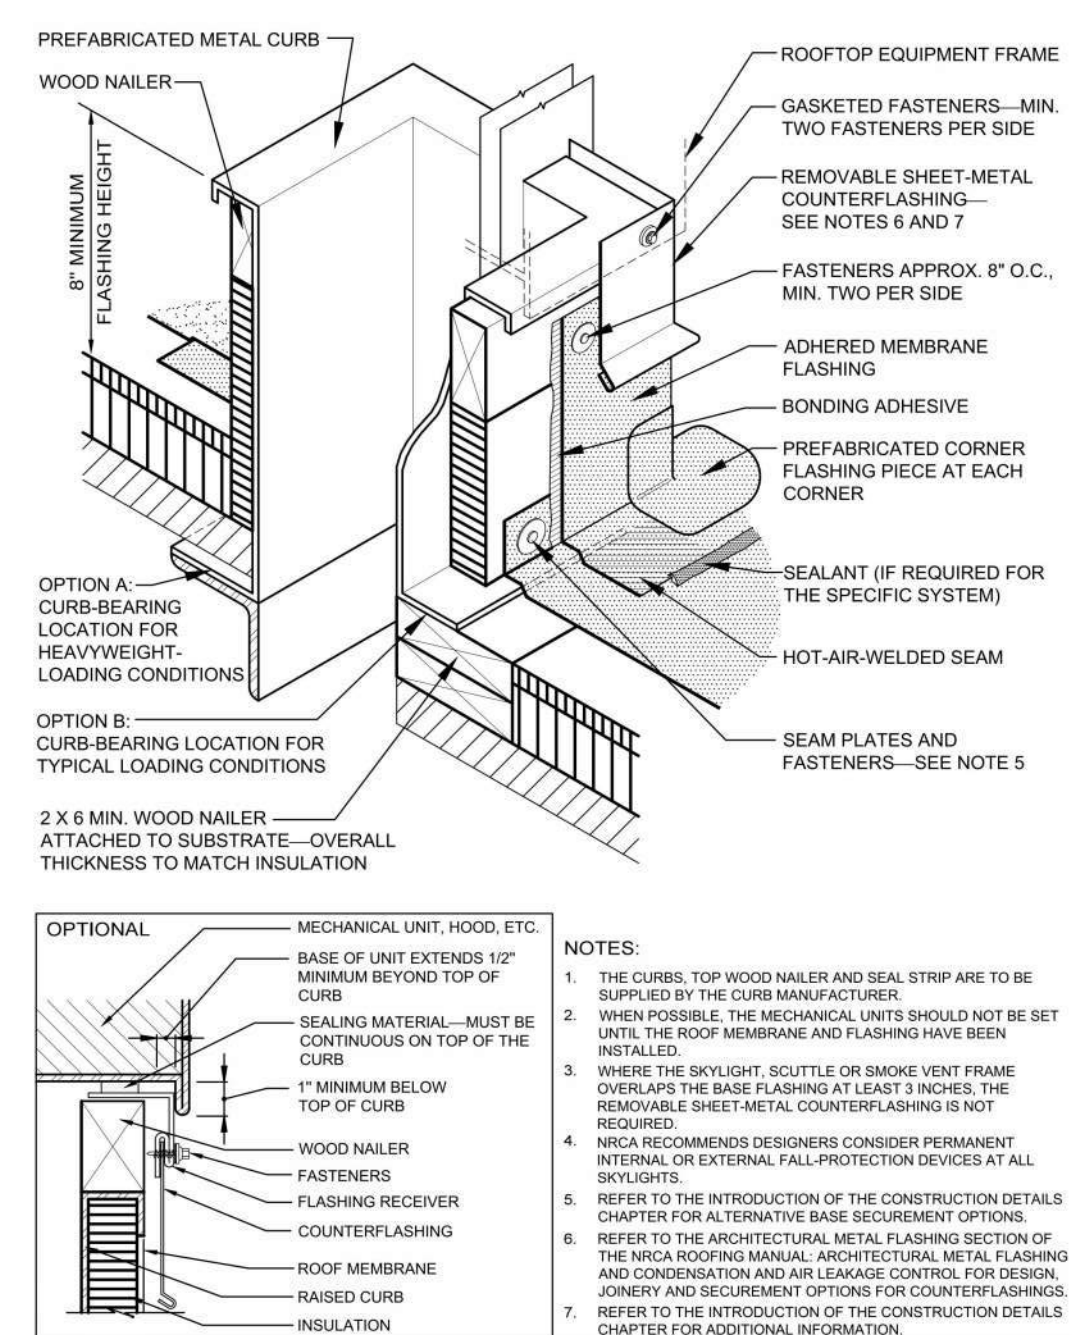 PREFABRICATED METAL CURB
WOOD NAILER
8" MINIMUM
FLASHING HEIGHT
OPTION A:
CURB-BEARING
LOCATION FOR
HEAVYWEIGHT-
LOADING CONDITIONS
OPTION B:
CURB-BEARING LOCATION FOR
TYPICAL LOADING CONDITIONS
2 X 6 MIN. WOOD NAILER
ATTACHED TO SUBSTRATE—OVERALL
THICKNESS TO MATCH INSULATION
ROOFTOP EQUIPMENT FRAME
GASKETED FASTENERS—MIN.
TWO FASTENERS PER SIDE
REMOVABLE SHEET-METAL
COUNTERFLASHING—
SEE NOTES 6 AND 7
FASTENERS APPROX. 8" O.C.,
MIN. TWO PER SIDE
ADHERED MEMBRANE
FLASHING
BONDING ADHESIVE
PREFABRICATED CORNER
FLASHING PIECE AT EACH
CORNER
SEALANT (IF REQUIRED FOR
THE SPECIFIC SYSTEM)
HOT-AIR-WELDED SEAM
SEAM PLATES AND
FASTENERS—SEE NOTE 5
OPTIONAL
MECHANICAL UNIT, HOOD, ETC.
BASE OF UNIT EXTENDS 1/2"
MINIMUM BEYOND TOP OF
CURB
SEALING MATERIAL—MUST BE
CONTINUOUS ON TOP OF THE
CURB
1" MINIMUM BELOW
TOP OF CURB
WOOD NAILER
FASTENERS
FLASHING RECEIVER
COUNTERFLASHING
ROOF MEMBRANE
RAISED CURB
INSULATION
NOTES:
1. THE CURBS, TOP WOOD NAILER AND SEAL STRIP ARE TO BE
SUPPLIED BY THE CURB MANUFACTURER.
2. WHEN POSSIBLE, THE MECHANICAL UNITS SHOULD NOT BE SET
UNTIL THE ROOF MEMBRANE AND FLASHING HAVE BEEN
INSTALLED.
3. WHERE THE SKYLIGHT, SCUTTLE OR SMOKE VENT FRAME
OVERLAPS THE BASE FLASHING AT LEAST 3 INCHES, THE
REMOVABLE SHEET-METAL COUNTERFLASHING IS NOT
REQUIRED.
4. NRCA RECOMMENDS DESIGNERS CONSIDER PERMANENT
INTERNAL OR EXTERNAL FALL-PROTECTION DEVICES AT ALL
SKYLIGHTS.
5. REFER TO THE INTRODUCTION OF THE CONSTRUCTION DETAILS
CHAPTER FOR ALTERNATIVE BASE SECUREMENT OPTIONS.
6. REFER TO THE ARCHITECTURAL METAL FLASHING SECTION OF
THE NRCA ROOFING MANUAL: ARCHITECTURAL METAL FLASHING
AND CONDENSATION AND AIR LEAKAGE CONTROL FOR DESIGN,
JOINERY AND SECUREMENT OPTIONS FOR COUNTERFLASHINGS.
7. REFER TO THE INTRODUCTION OF THE CONSTRUCTION DETAILS
CHAPTER FOR ADDITIONAL INFORMATION.